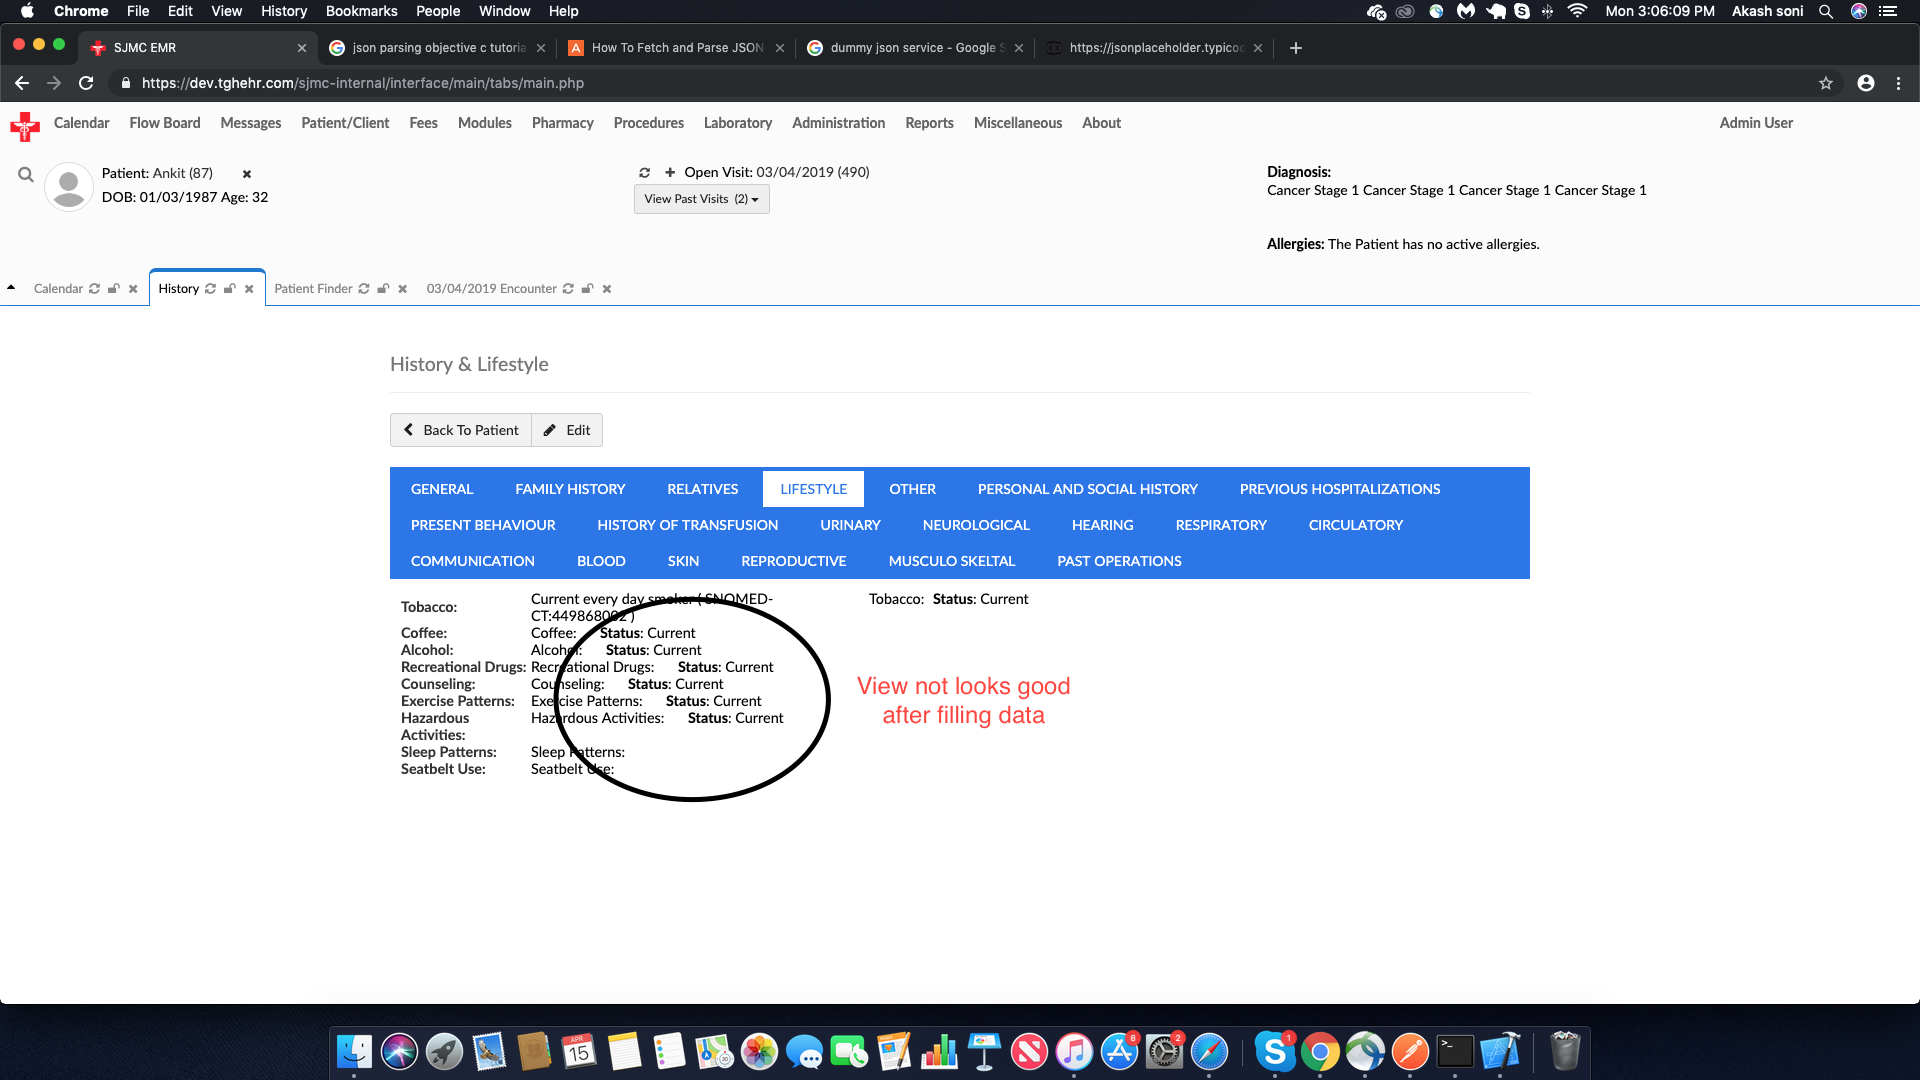 Chrome File Edit View History Bookmarks People Window Help
Mon 3:06:09 PM Akash soni
SJMC EMR
json parsing objective c tutoria
How To Fetch and Parse JSON
dummy json service - Google S
https://jsonplaceholder.typicod
https://dev.tghehr.com/sjmc-internal/interface/main/tabs/main.php
Calendar Flow Board Messages Patient/Client Fees Modules Pharmacy Procedures Laboratory Administration Reports Miscellaneous About Admin User
Patient: Ankit (87)
DOB: 01/03/1987 Age: 32
Open Visit: 03/04/2019 (490)
View Past Visits (2)
Diagnosis:
Cancer Stage 1 Cancer Stage 1 Cancer Stage 1 Cancer Stage 1
Allergies: The Patient has no active allergies.
Calendar History Patient Finder 03/04/2019 Encounter
History & Lifestyle
Back To Patient Edit
GENERAL FAMILY HISTORY RELATIVES LIFESTYLE OTHER PERSONAL AND SOCIAL HISTORY PREVIOUS HOSPITALIZATIONS
PRESENT BEHAVIOUR HISTORY OF TRANSFUSION URINARY NEUROLOGICAL HEARING RESPIRATORY CIRCULATORY
COMMUNICATION BLOOD SKIN REPRODUCTIVE MUSCULO SKELTAL PAST OPERATIONS
Tobacco: Current every day smoker ( SNOMED-
CT:449868002 )
Tobacco: Status: Current
Coffee: Coffee: Status: Current
Alcohol: Alcohol: Status: Current
Recreational Drugs: Recreational Drugs: Status: Current
Counseling: Counseling: Status: Current
Exercise Patterns: Exercise Patterns: Status: Current
Hazardous
Activities:
Hazardous Activities: Status: Current
Sleep Patterns: Sleep Patterns:
Seatbelt Use: Seatbelt Use:
View not looks good
after filling data
APR
15
8
2
1